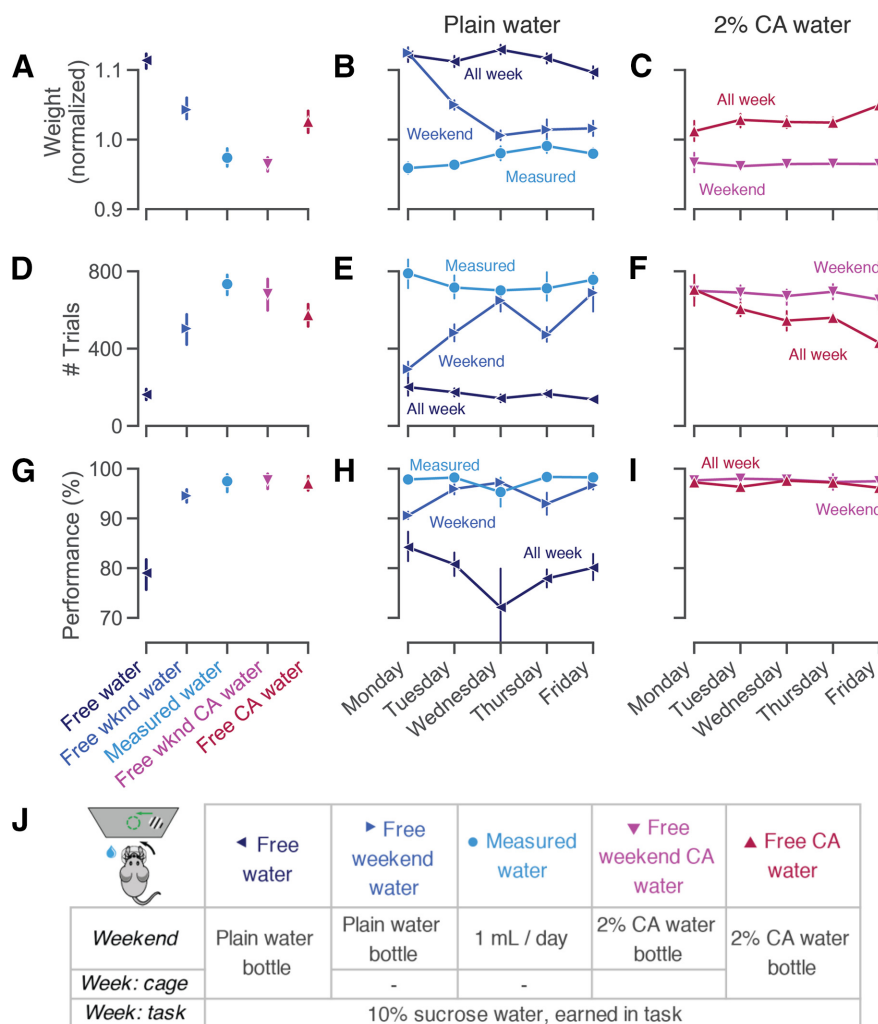 Plain water
2% CA water
A
Weight
(normalized)
1.1
1.0
0.9
B
All week
Weekend
Measured
C
All week
Weekend
D
# Trials
800
400
0
E
Measured
Weekend
All week
F
Weekend
All week
G
Performance (%)
100
90
80
70
H
Measured
Weekend
All week
I
All week
Weekend
Free water
Free wknd water
Measured water
Free wknd CA water
Free CA water
Monday
Tuesday
Wednesday
Thursday
Friday
Monday
Tuesday
Wednesday
Thursday
Friday
J
Free
water
Free
weekend
water
Measured
water
Free
weekend CA
water
Free CA
water
Weekend
Plain water
bottle
Plain water
bottle
1 mL / day
2% CA water
bottle
2% CA water
bottle
Week: cage
-
-
Week: task
10% sucrose water, earned in task